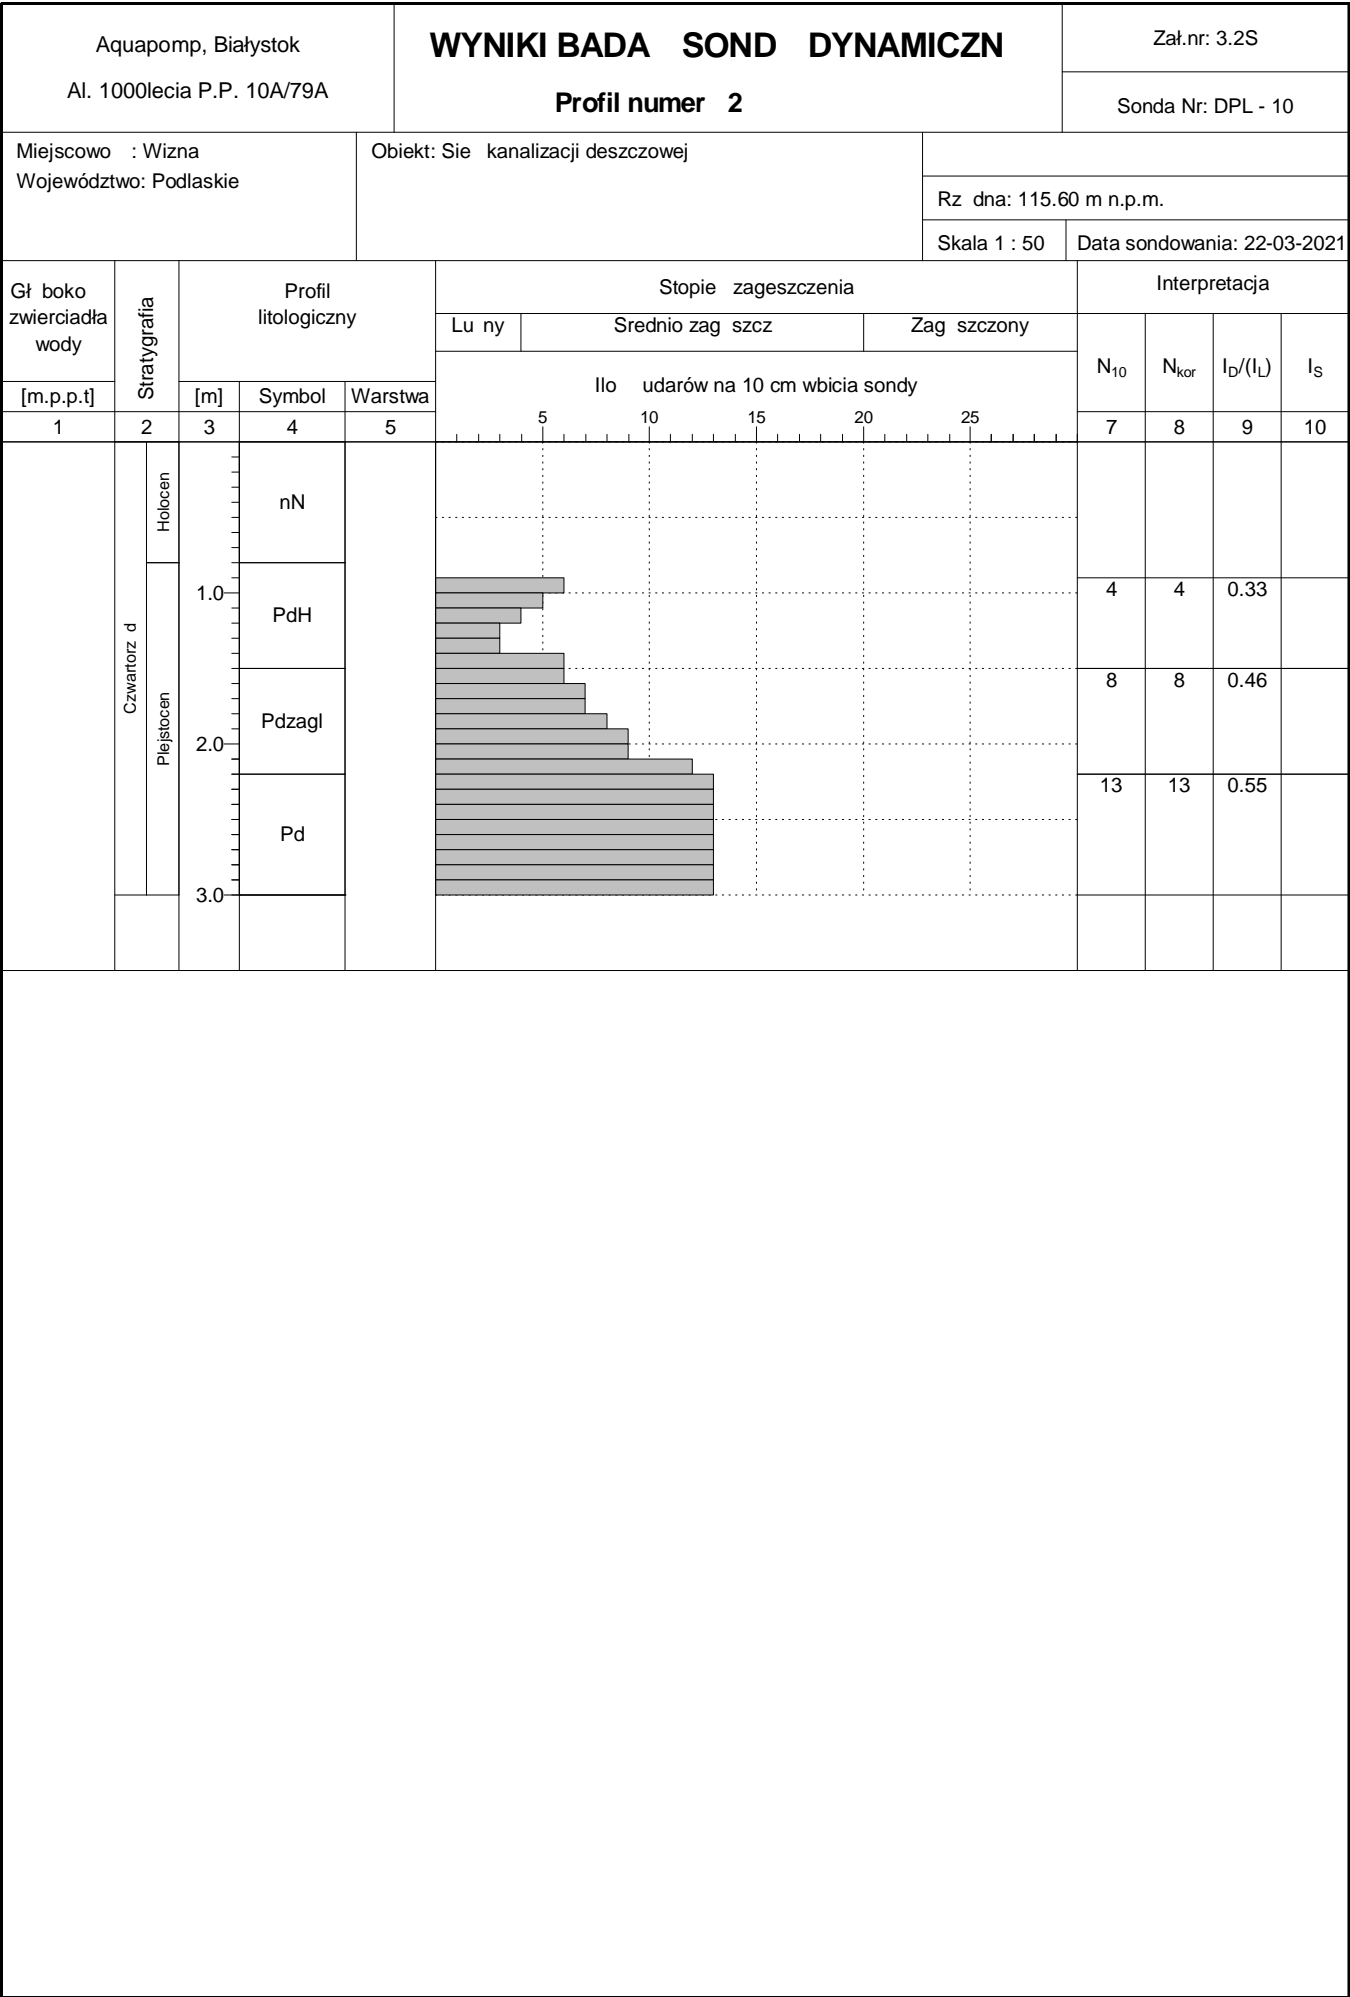 Aquapomp, Białystok
Al. 1000lecia P.P. 10A/79A
WYNIKI BADA SOND DYNAMICZN
Profil numer 2
Zał.nr: 3.2S
Sonda Nr: DPL - 10
Miejscowo : Wizna
Województwo: Podlaskie
Obiekt: Sie kanalizacji deszczowej
Rz dna: 115.60 m n.p.m.
Skala 1 : 50
Data sondowania: 22-03-2021
Gł boko
zwierciadła
wody
[m.p.p.t]
Stratygrafia
Profil
litologiczny
[m]
Symbol
Warstwa
Stopie zageszczenia
Lu ny
Srednio zag szcz
Zag szczony
Ilo udarów na 10 cm wbicia sondy
5 10 15 20 25
Interpretacja
N10
Nkor
ID/(IL)
IS
1 2 3 4 5 7 8 9 10
Czwartorz d
Holocen
Plejstocen
nN
1.0
PdH
4 4 0.33
Pdzagl
8 8 0.46
2.0
Pd
13 13 0.55
3.0